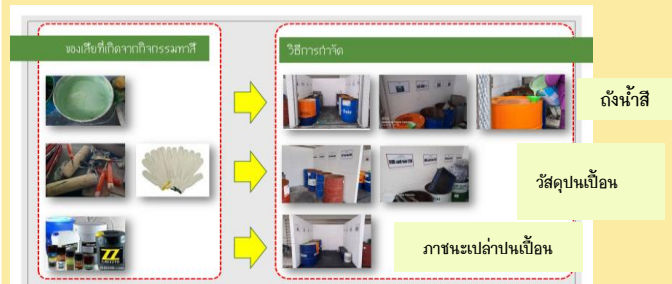 ของเสียที่เกิดจากกิจกรรมทาสี
วิธีการกำจัด
ถังน้ำสี
วัสดุปนเปื้อน
ภาชนะเปล่าปนเปื้อน